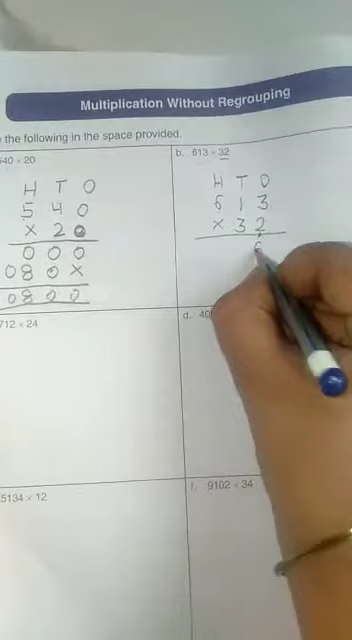 Multiplication Without Regrouping
the following in the space provided.
540 × 20
H T O
5 4 0
× 2 0
0 0 0
0 8 0 ×
0 8 0 0
b. 613 × 32
H T O
6 1 3
× 3 2
6
712 × 24
d. 40
5134 × 12
f. 9102 × 34